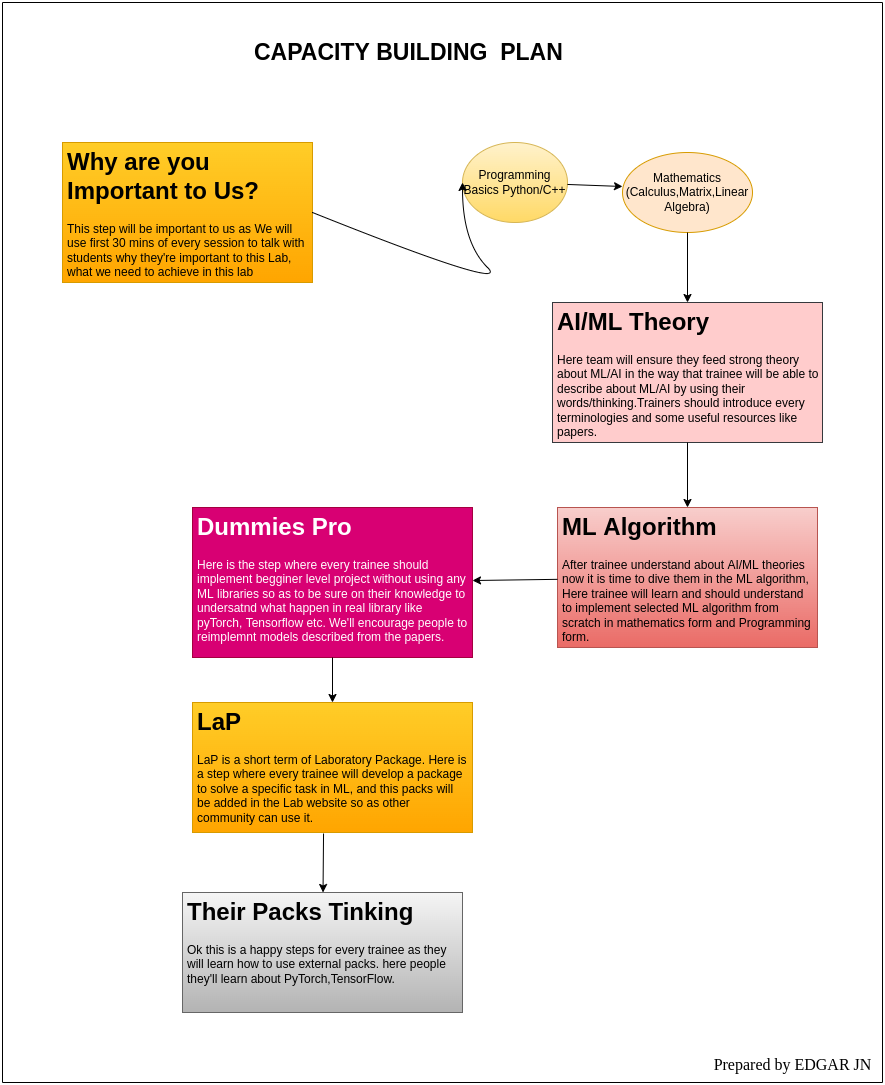 CAPACITY BUILDING  PLAN
Why are you
Important to Us?
This step will be important to us as We will
use first 30 mins of every session to talk with
students why they're important to this Lab,
what we need to achieve in this lab
Programming
Basics Python/C++
Mathematics
(Calculus,Matrix,Linear
Algebra)
AI/ML Theory
Here team will ensure they feed strong theory
about ML/AI in the way that trainee will be able to
describe about ML/AI by using their
words/thinking.Trainers should introduce every
terminologies and some useful resources like
papers.
ML Algorithm
After trainee understand about AI/ML theories
now it is time to dive them in the ML algorithm,
Here trainee will learn and should understand
to implement selected ML algorithm from
scratch in mathematics form and Programming
form.
Dummies Pro
Here is the step where every trainee should
implement begginer level project without using any
ML libraries so as to be sure on their knowledge to
undersatnd what happen in real library like
pyTorch, Tensorflow etc. We'll encourage people to
reimplemnt models described from the papers.
LaP
LaP is a short term of Laboratory Package. Here is
a step where every trainee will develop a package
to solve a specific task in ML, and this packs will
be added in the Lab website so as other
community can use it.
Their Packs Tinking
Ok this is a happy steps for every trainee as they
will learn how to use external packs. here people
they'll learn about PyTorch,TensorFlow.
Prepared by EDGAR JN